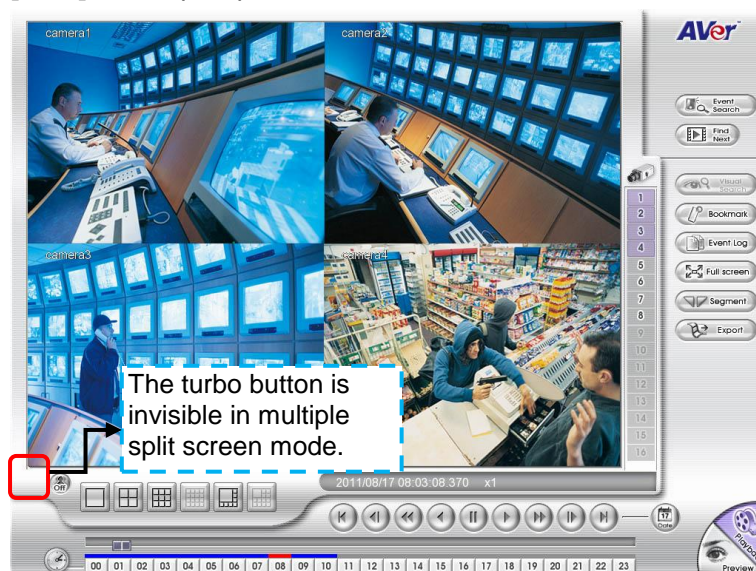 camera1
camera2
AVer
Event
Search
Find
Next
Visual
Search
1
Bookmark
2
3
Event Log
4
camera3
camera4
5
Full screen
6
7
Segment
8
9
Export
10
11
12
13
14
15
16
The turbo button is
invisible in multiple
split screen mode.
Off
2011/08/17 08:03:08.370 x1
17
Date
Playback
Preview
00 01 02 03 04 05 06 07 08 09 10 11 12 13 14 15 16 17 18 19 20 21 22 23